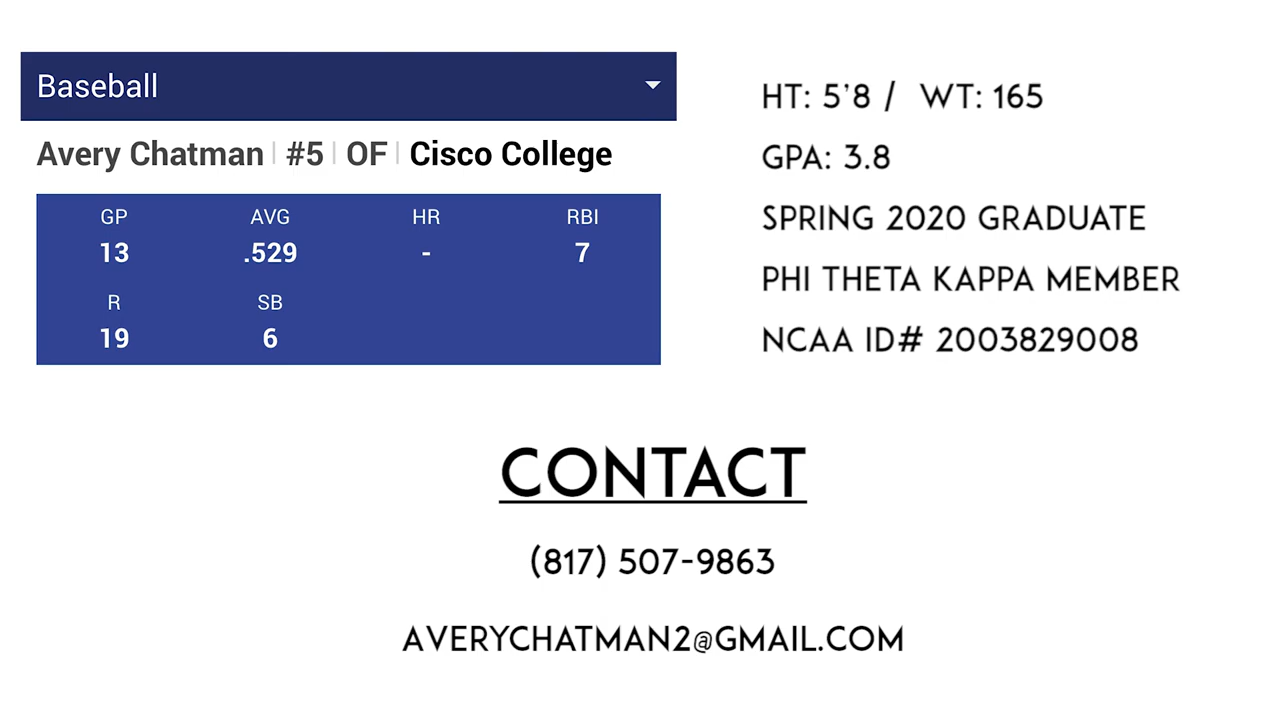 Baseball
Avery Chatman | #5 | OF | Cisco College
GP AVG HR RBI
13 .529 - 7
R SB
19 6
HT: 5'8 / WT: 165
GPA: 3.8
SPRING 2020 GRADUATE
PHI THETA KAPPA MEMBER
NCAA ID# 2003829008
CONTACT
(817) 507-9863
AVERYCHATMAN2@GMAIL.COM